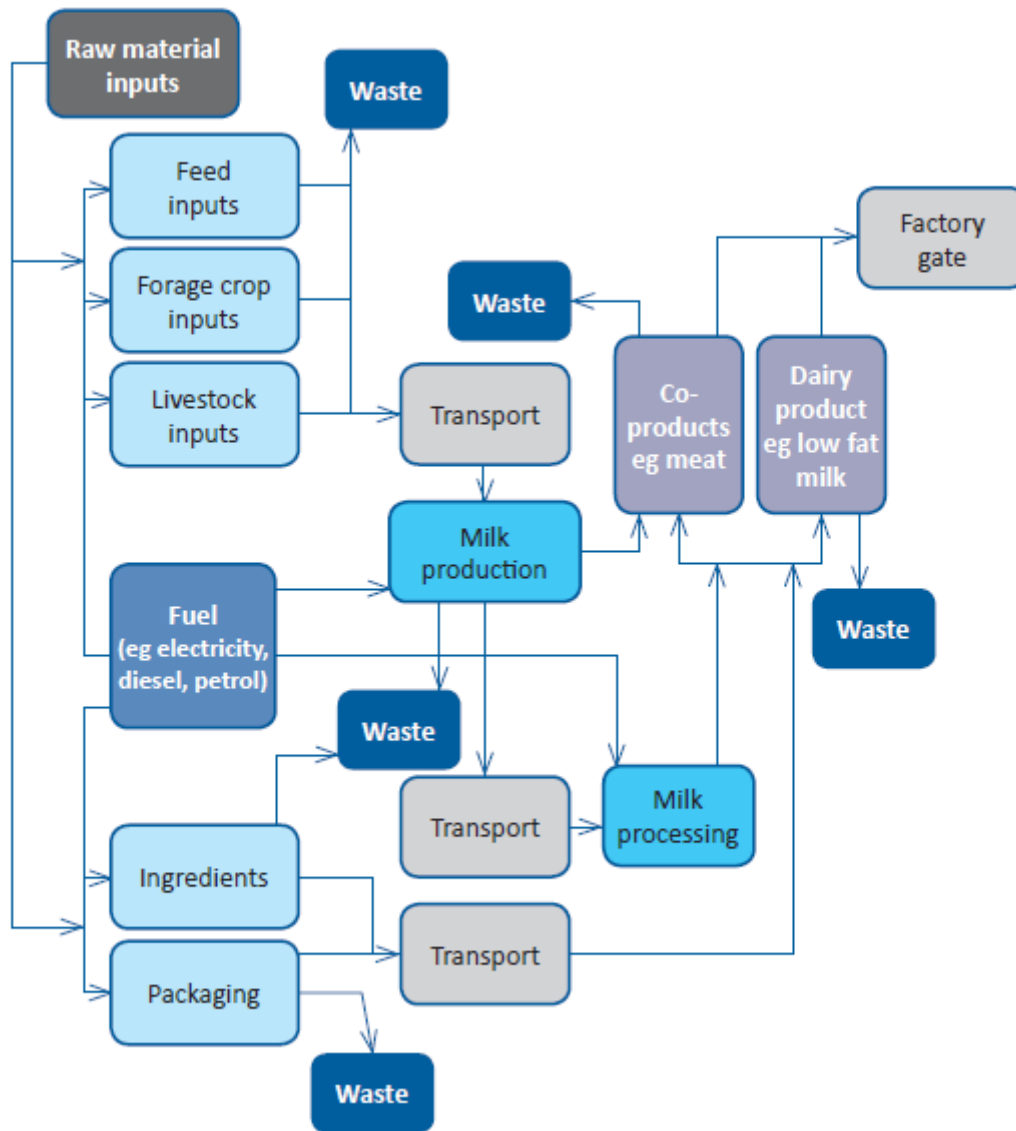 Raw material
inputs
Waste
Feed
inputs
Factory
gate
Forage crop
inputs
Waste
Livestock
inputs
Transport
Co-
products
eg meat
Dairy
product
eg low fat
milk
Milk
production
Fuel
(eg electricity,
diesel, petrol)
Waste
Waste
Transport
Milk
processing
Ingredients
Transport
Packaging
Waste